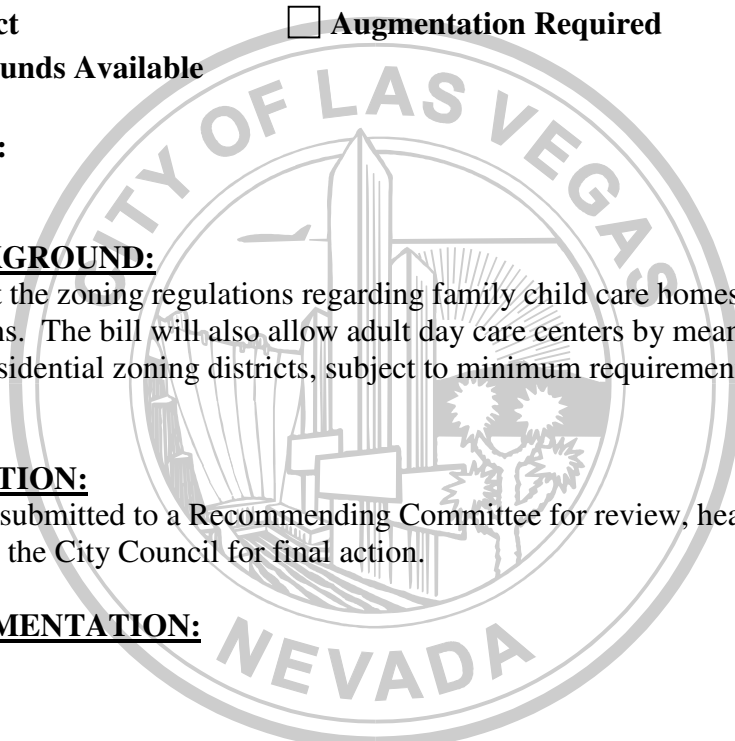 ct ☐ Augmentation Required
unds Available
:
KGROUND:
t the zoning regulations regarding family child care homes
ns. The bill will also allow adult day care centers by mean
sidential zoning districts, subject to minimum requiremen
TION:
submitted to a Recommending Committee for review, hea
the City Council for final action.
MENTATION:
CITY OF LAS VEGAS
NEVADA